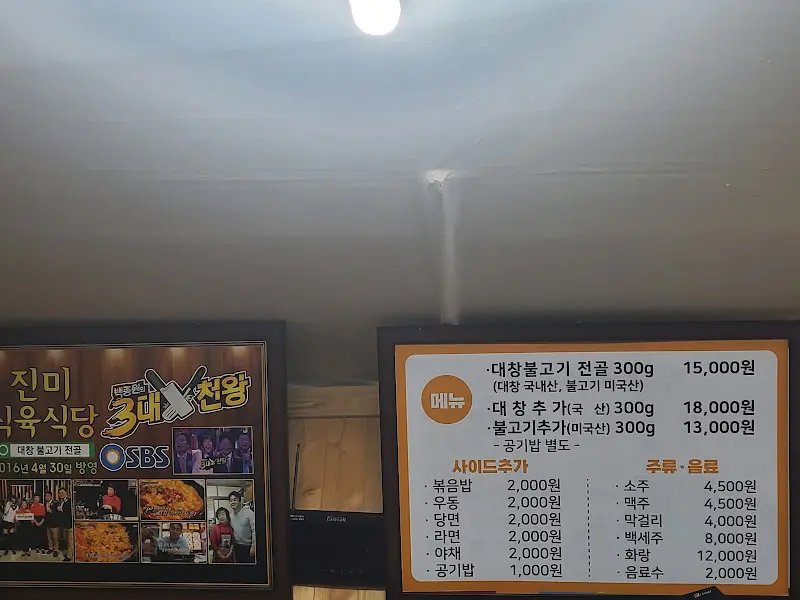 진미
식육식당
대창 불고기 전골
2016년 4월 30일 방영
백종원의
3대천왕
SBS
메뉴
·대창불고기 전골 300g 15,000원
(대창 국내산, 불고기 미국산)
·대 창 추 가(국 산) 300g 18,000원
·불고기추가(미국산) 300g 13,000원
- 공기밥 별도 -
사이드추가
· 볶음밥 2,000원
· 우동 2,000원
· 당면 2,000원
· 라면 2,000원
· 야채 2,000원
· 공기밥 1,000원
주류·음료
· 소주 4,500원
· 맥주 4,500원
· 막걸리 4,000원
· 백세주 8,000원
· 화랑 12,000원
· 음료수 2,000원